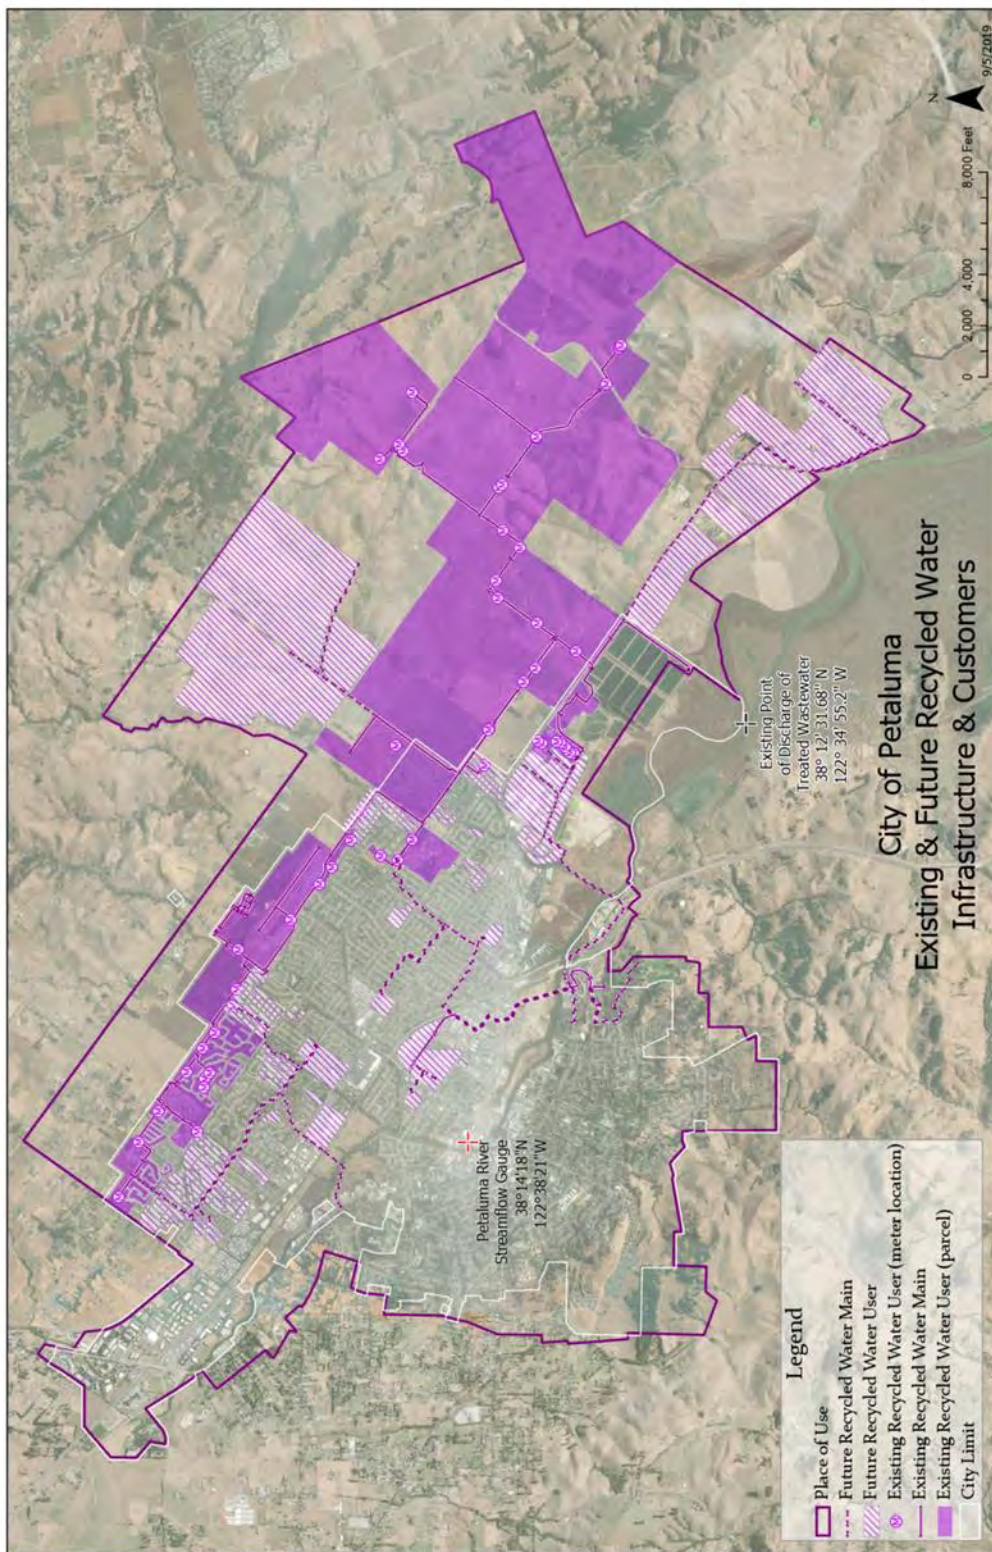 City of Petaluma
Existing & Future Recycled Water
Infrastructure & Customers
Petaluma River
Streamflow Gauge
38°14'18"N
122°38'21"W
Existing Point
of Discharge of
Treated Wastewater
38° 12' 31.68" N
122° 34' 55.2" W
Legend
Place of Use
Future Recycled Water Main
Future Recycled Water User
Existing Recycled Water User (meter location)
Existing Recycled Water Main
Existing Recycled Water User (parcel)
City Limit
N
0 2,000 4,000 8,000 Feet
9/5/2019